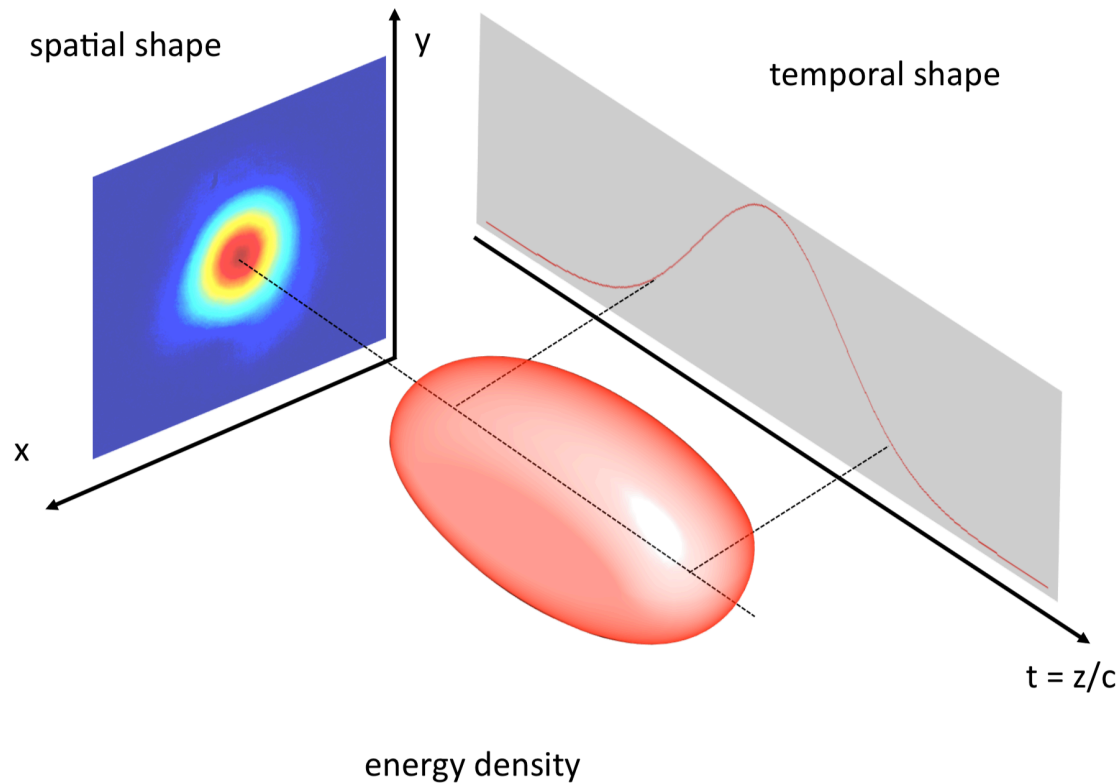 spatial shape
y
temporal shape
x
t = z/c
energy density